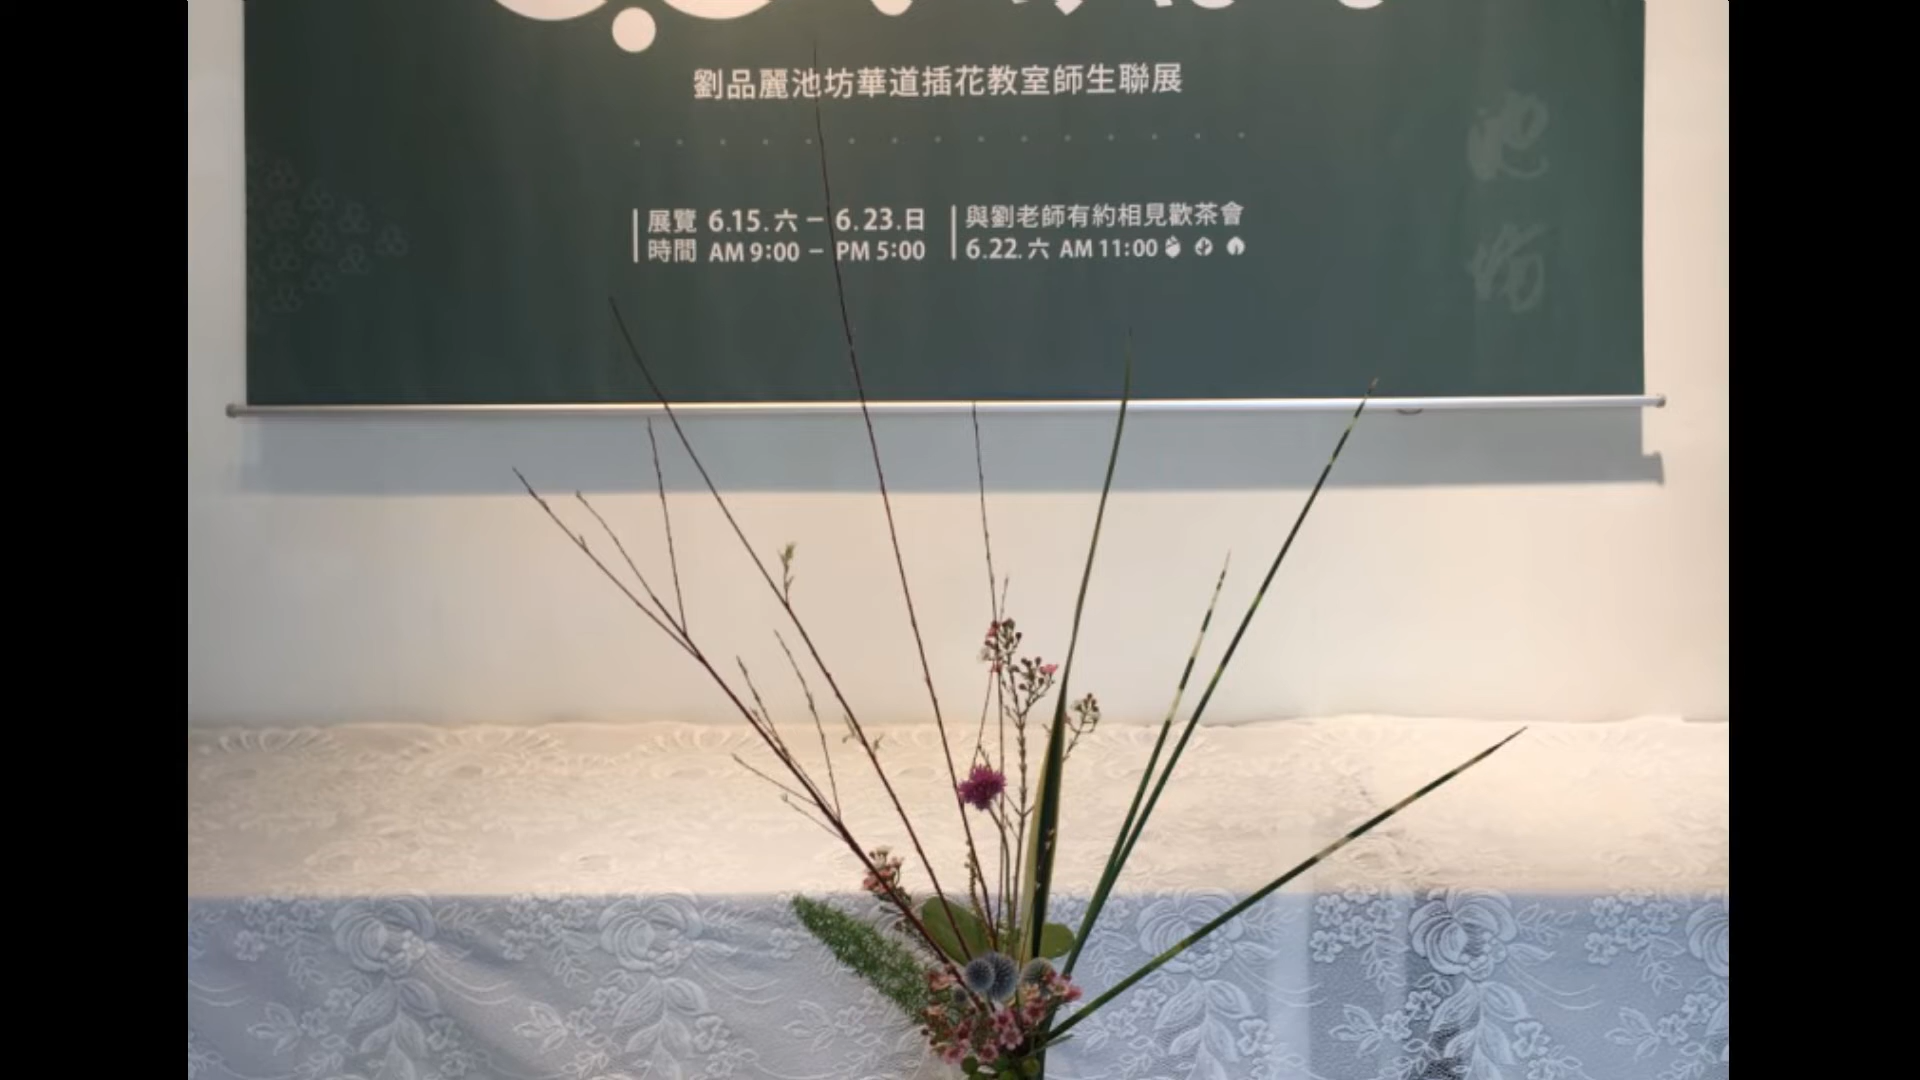 劉品麗池坊華道插花教室師生聯展
展覽 6.15.六 – 6.23.日
時間 AM 9:00 – PM 5:00
與劉老師有約相見歡茶會
6.22.六 AM 11:00
池坊